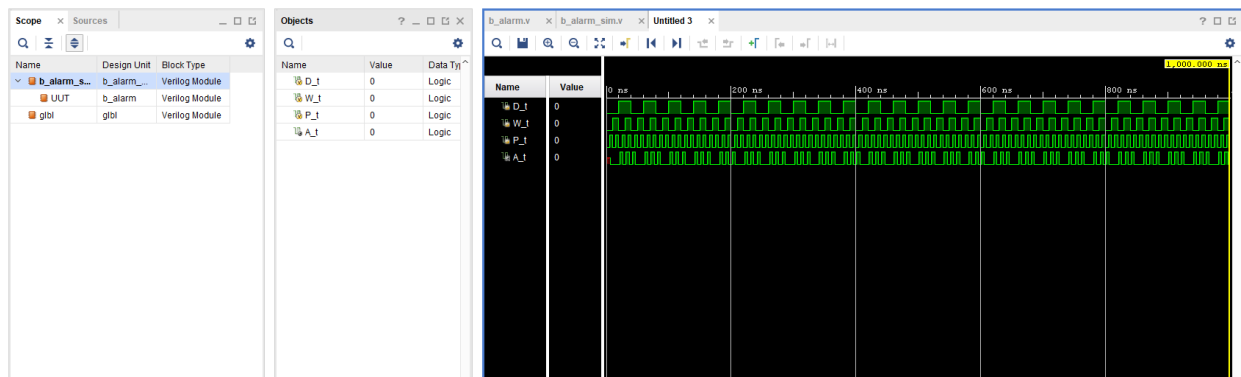 Scope × Sources
Name Design Unit Block Type
b_alarm_s... b_alarm_... Verilog Module
UUT b_alarm Verilog Module
glbl glbl Verilog Module
Objects
Name Value Data Ty
D_t 0 Logic
W_t 0 Logic
P_t 0 Logic
A_t 0 Logic
b_alarm.v × b_alarm_sim.v × Untitled 3 ×
1,000.000 ns
Name Value
0 ns 200 ns 400 ns 600 ns 800 ns
D_t 0
W_t 0
P_t 0
A_t 0